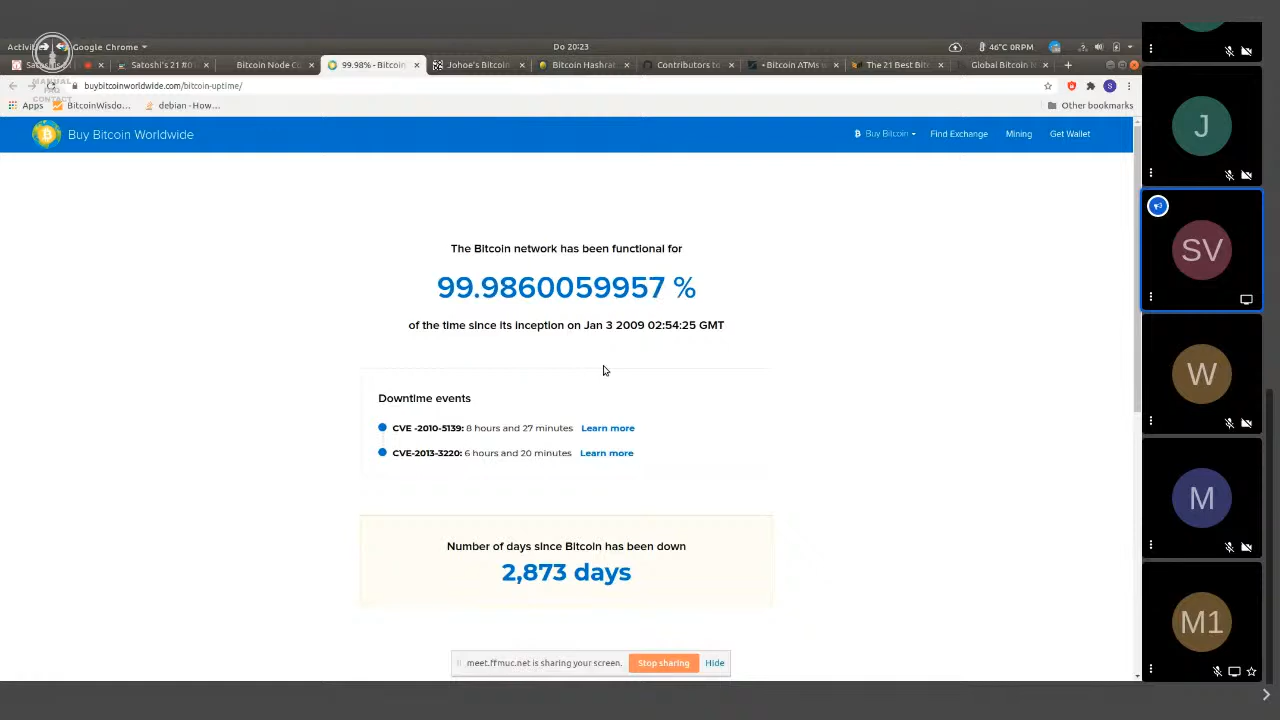 Google Chrome
Do 20:23
46°C 0RPM
Satoshi's 21 #0
Bitcoin Node C
99.98% - Bitcoin
Johoe's Bitcoin
Bitcoin Hashrat
Contributors to
• Bitcoin ATMs
The 21 Best Bit
Global Bitcoin
MANUAL
FAQ
CONTACT
buybitcoinworldwide.com/bitcoin-uptime/
S
Apps
BitcoinWisdo...
debian - How...
Other bookmarks
Buy Bitcoin Worldwide
Buy Bitcoin
Find Exchange
Mining
Get Wallet
The Bitcoin network has been functional for
99.9860059957 %
of the time since its inception on Jan 3 2009 02:54:25 GMT
Downtime events
CVE -2010-5139: 8 hours and 27 minutes Learn more
CVE-2013-3220: 6 hours and 20 minutes Learn more
Number of days since Bitcoin has been down
2,873 days
meet.ffmuc.net is sharing your screen.
Stop sharing
Hide
J
SV
W
M
M1